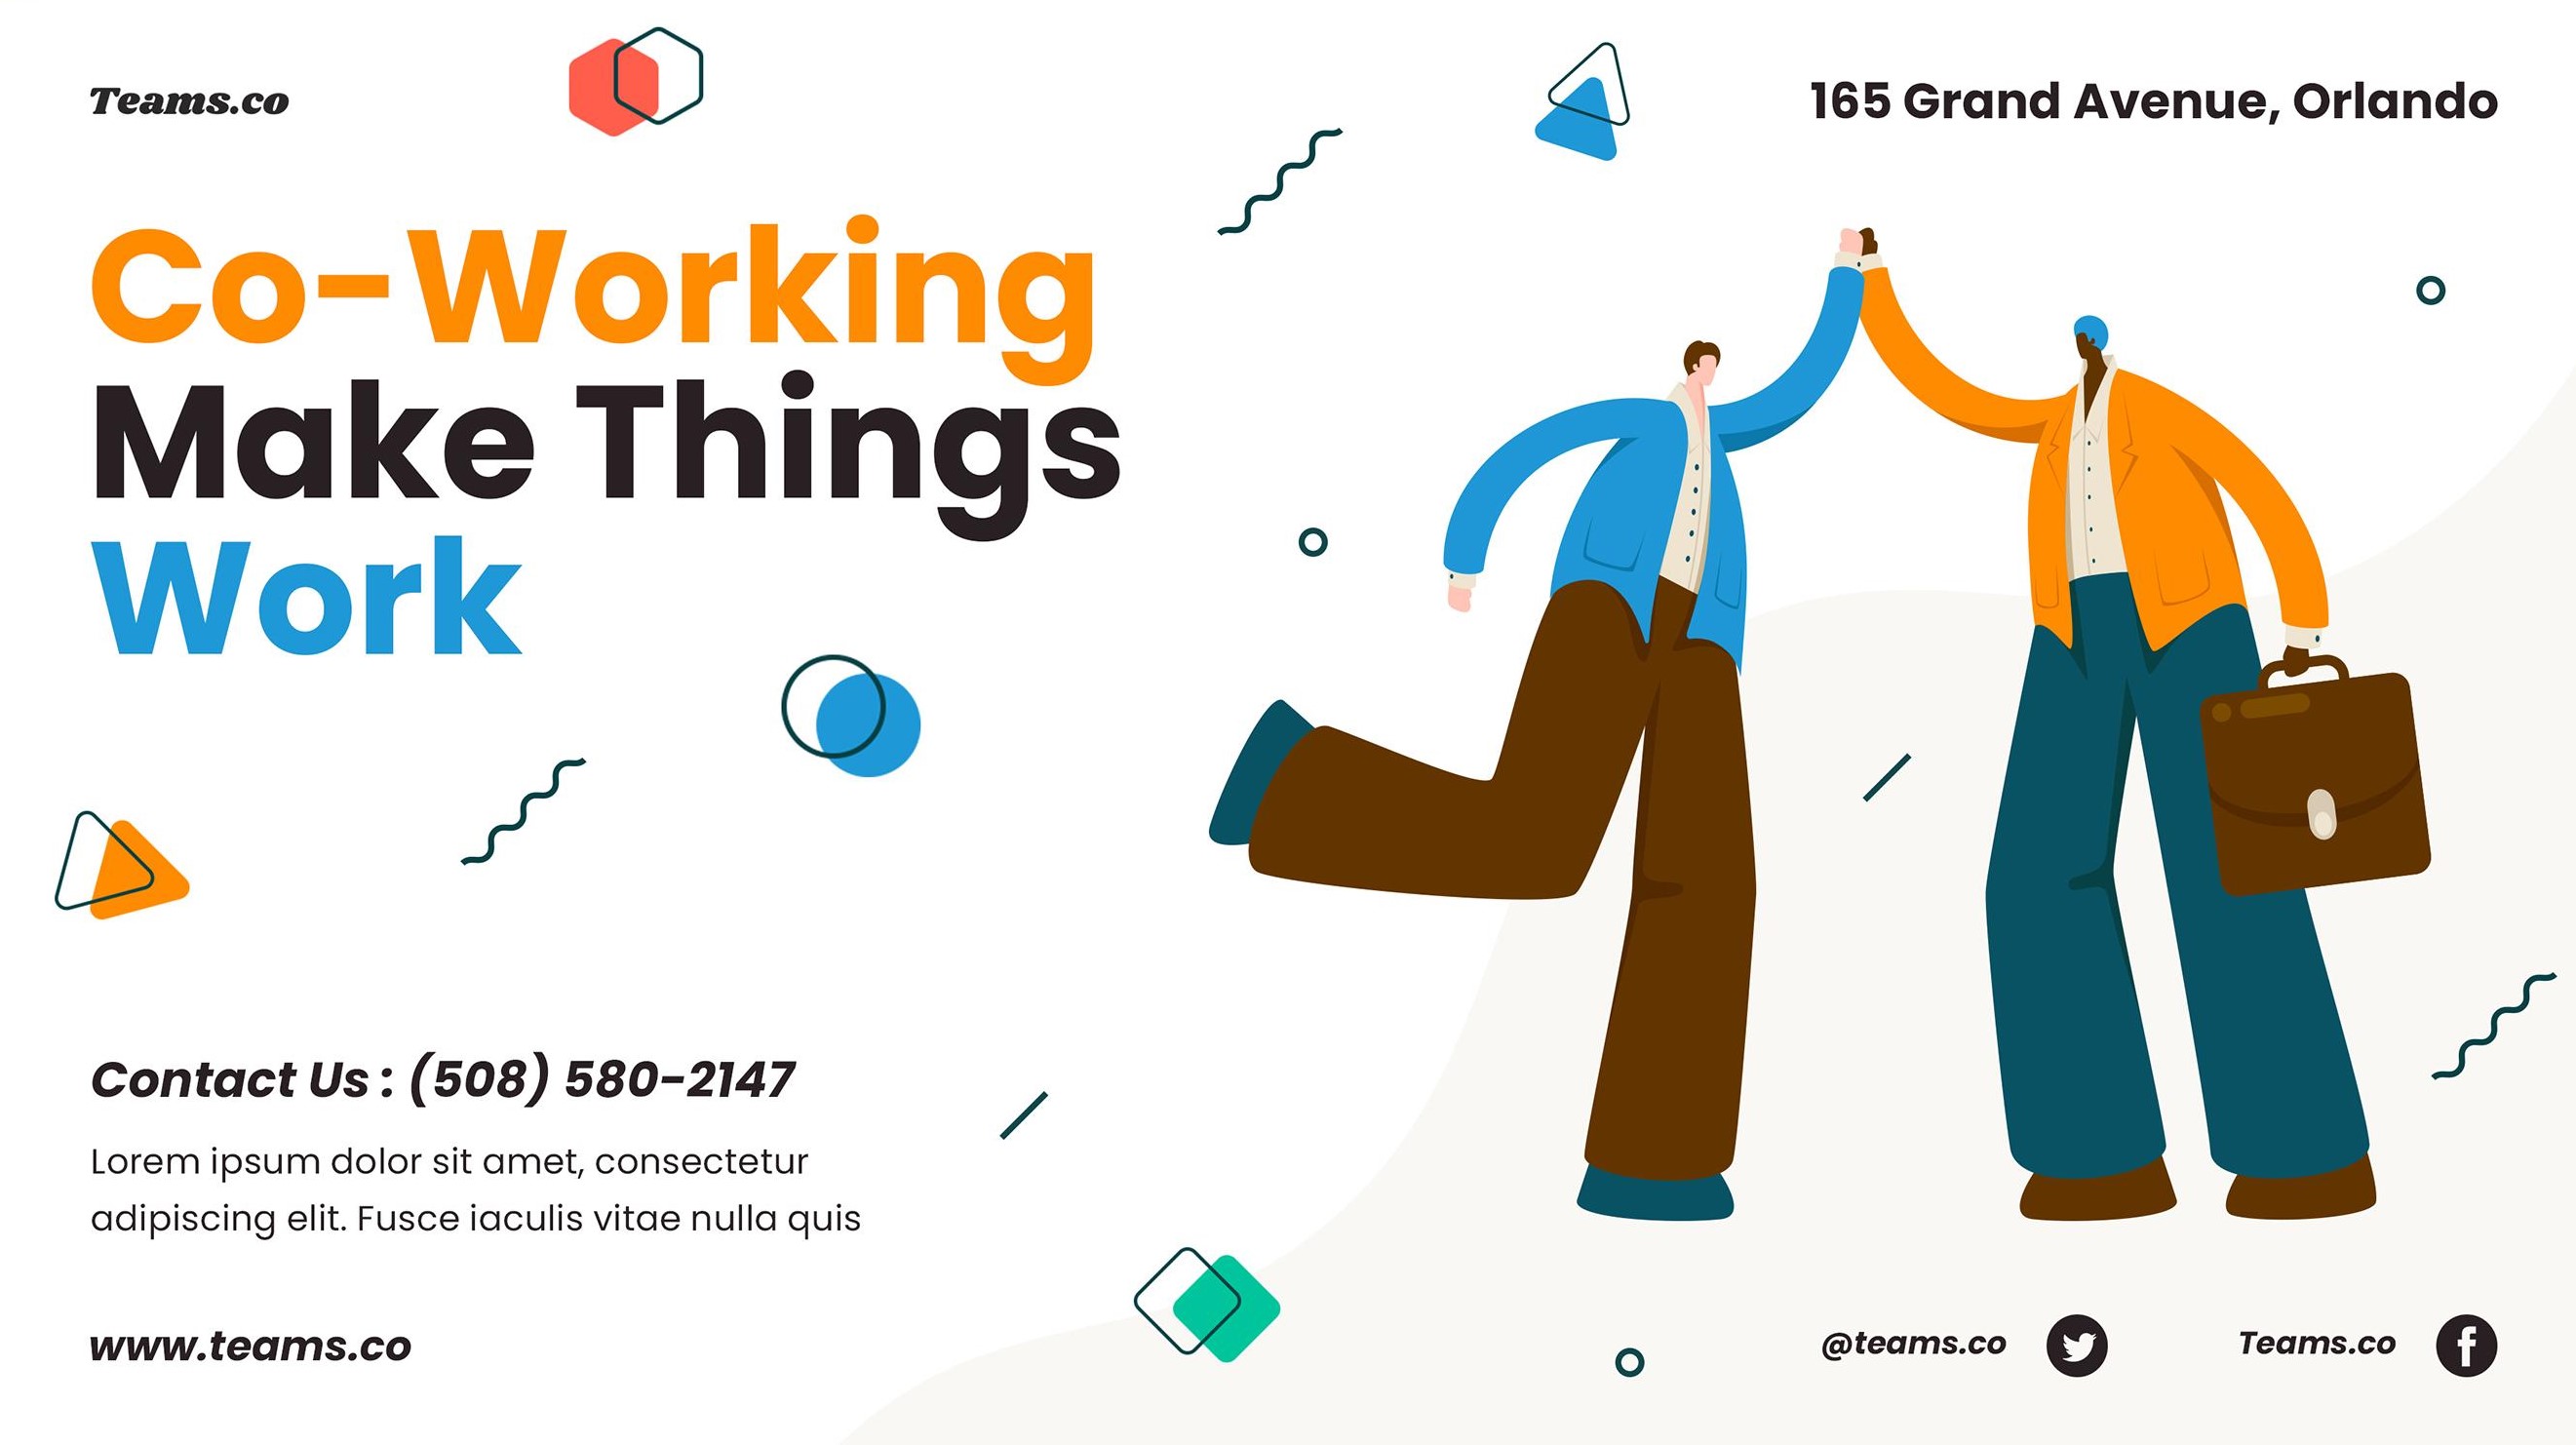 Teams.co
165 Grand Avenue, Orlando
Co-Working
Make Things
Work
Contact Us : (508) 580-2147
Lorem ipsum dolor sit amet, consectetur
adipiscing elit. Fusce iaculis vitae nulla quis
www.teams.co
@teams.co
Teams.co